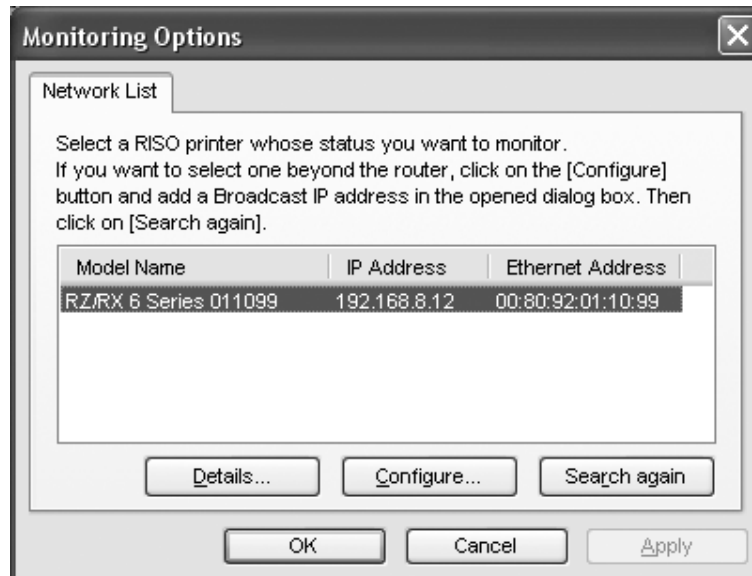 Monitoring Options
Network List
Select a RISO printer whose status you want to monitor.
If you want to select one beyond the router, click on the [Configure]
button and add a Broadcast IP address in the opened dialog box. Then
click on [Search again].
Model Name IP Address Ethernet Address
RZ/RX 6 Series 011099 192.168.8.12 00:80:92:01:10:99
Details... Configure... Search again
OK Cancel Apply